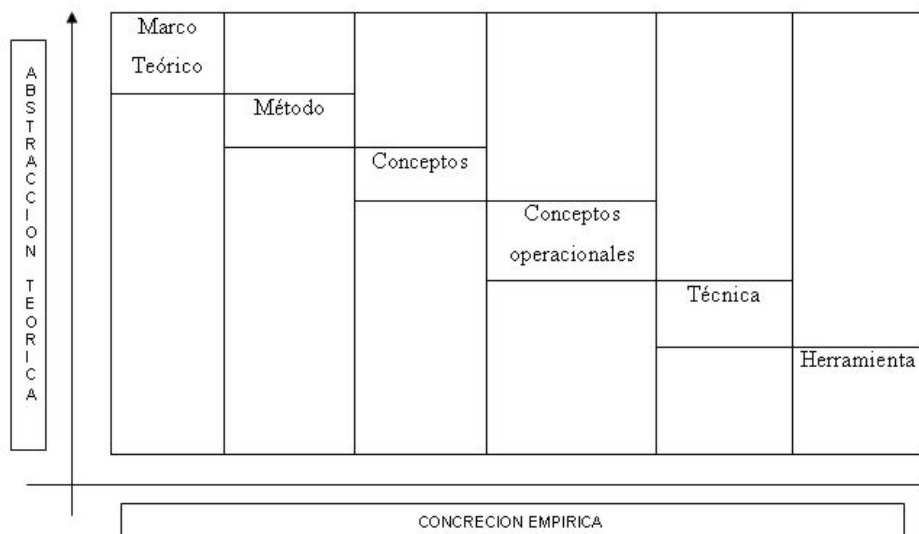 Marco
Teórico
Método
Conceptos
Conceptos
operacionales
Técnica
Herramienta
ABSTRACCION TEORICA
CONCRECION EMPIRICA